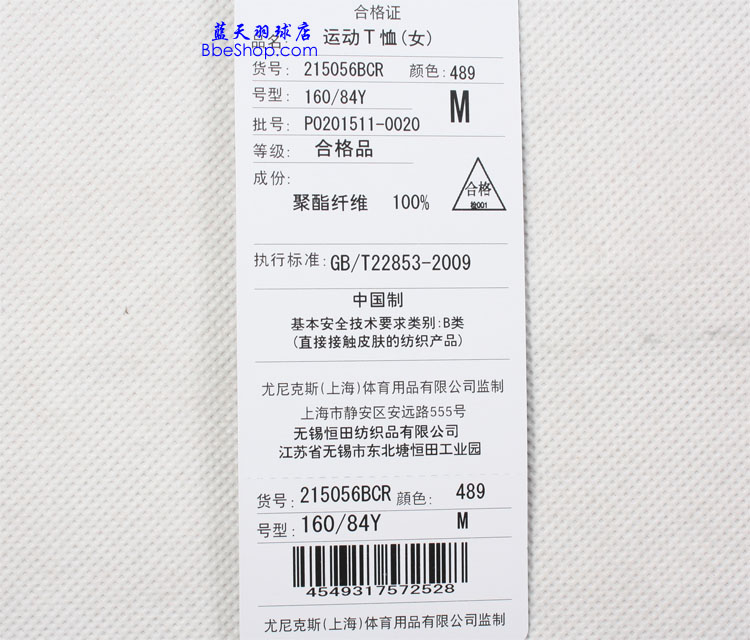 合格证
蓝天羽球店
BbeShop.com
品名: 运动T恤(女)
货号: 215056BCR 颜色: 489
号型: 160/84Y M
批号: PO201511-0020
等级: 合格品
成份:
聚酯纤维 100%
合格
检001
执行标准: GB/T22853-2009
中国制
基本安全技术要求类别:B类
(直接接触皮肤的纺织产品)
尤尼克斯(上海)体育用品有限公司监制
上海市静安区安远路555号
无锡恒田纺织品有限公司
江苏省无锡市东北塘恒田工业园
货号: 215056BCR 顔色: 489
号型: 160/84Y M
4549317572528
尤尼克斯(上海)体育用品有限公司监制